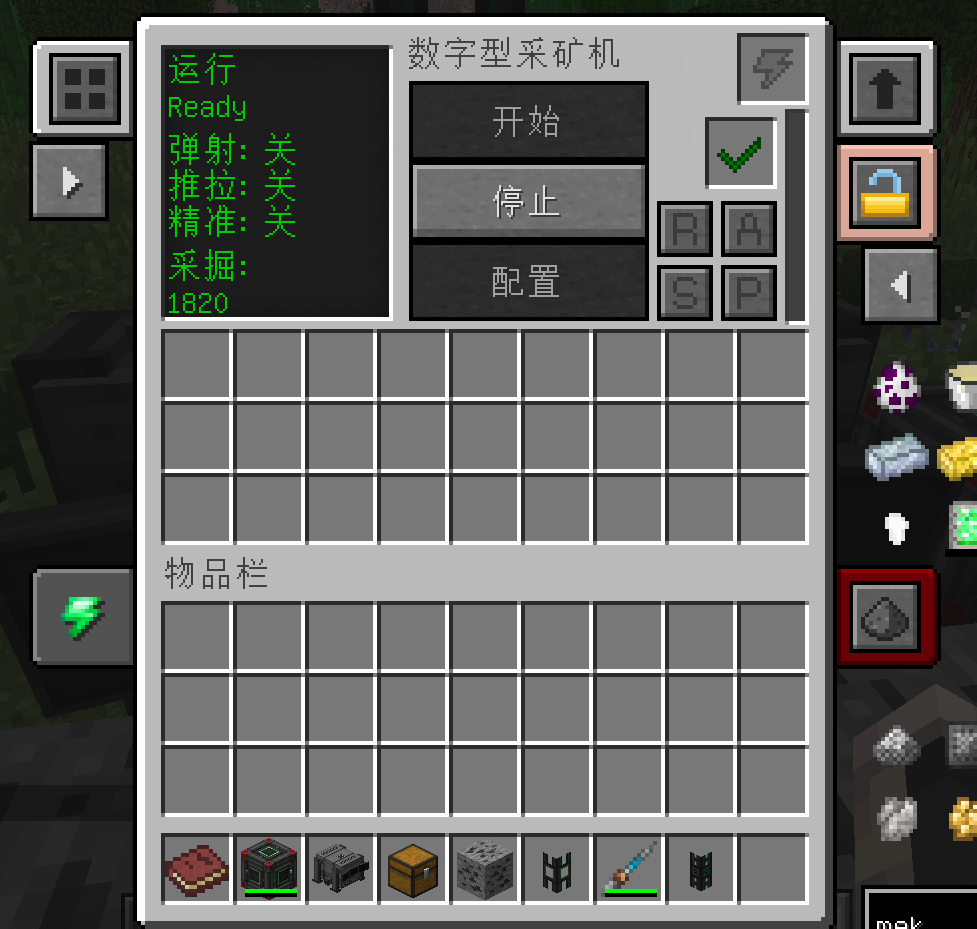 数字型采矿机
运行
Ready
弹射: 关
推拉: 关
精准: 关
采掘:
1820
开始
停止
配置
R A
S P
物品栏
mek